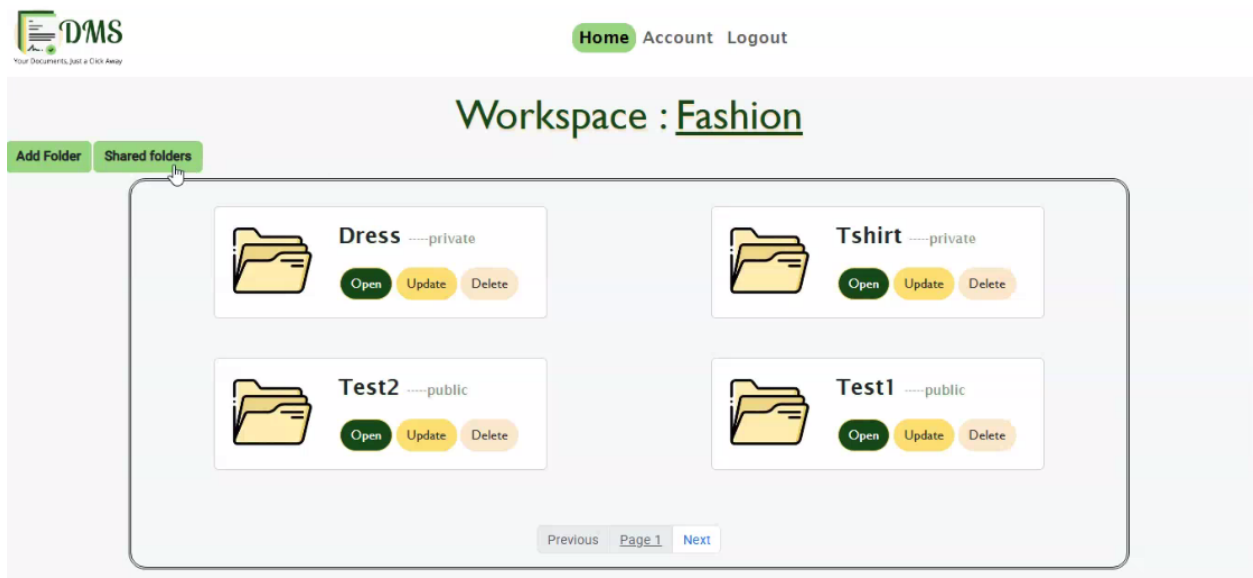 DMS
Your Documents, Just a Click Away
Home Account Logout
Workspace : Fashion
Add Folder Shared folders
Dress -----private
Open Update Delete
Tshirt -----private
Open Update Delete
Test2 -----public
Open Update Delete
Test1 -----public
Open Update Delete
Previous Page 1 Next